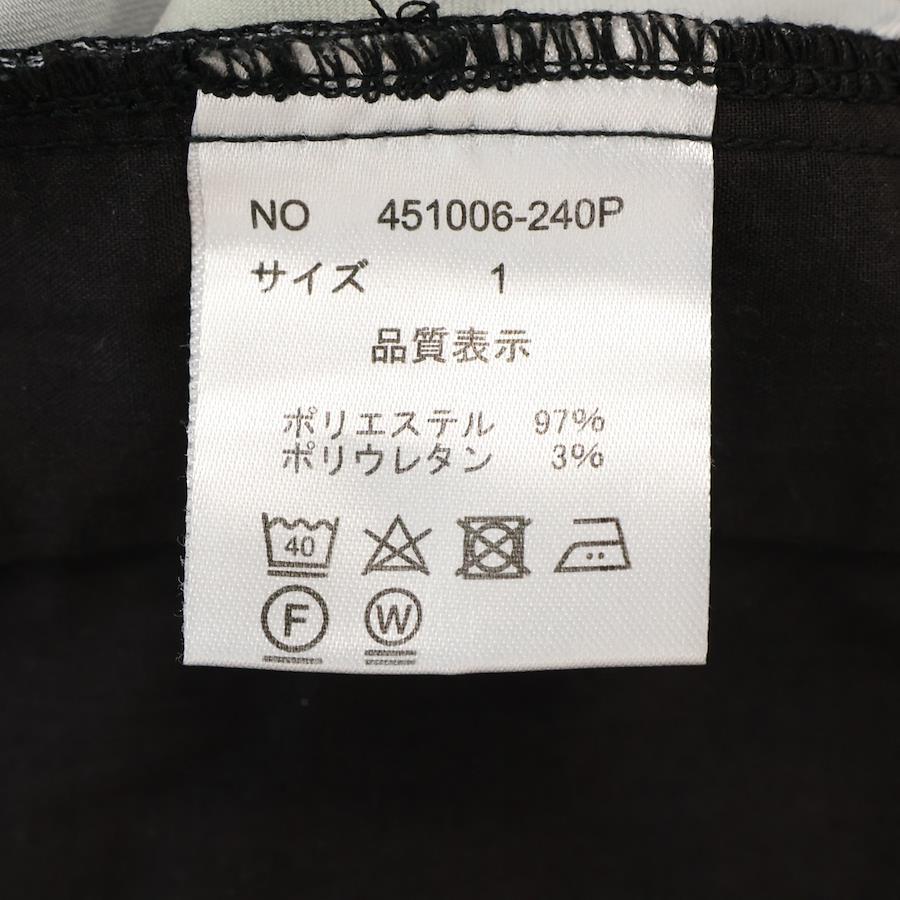 NO 451006-240P
サイズ 1
品質表示
ポリエステル 97%
ポリウレタン 3%
40
F W